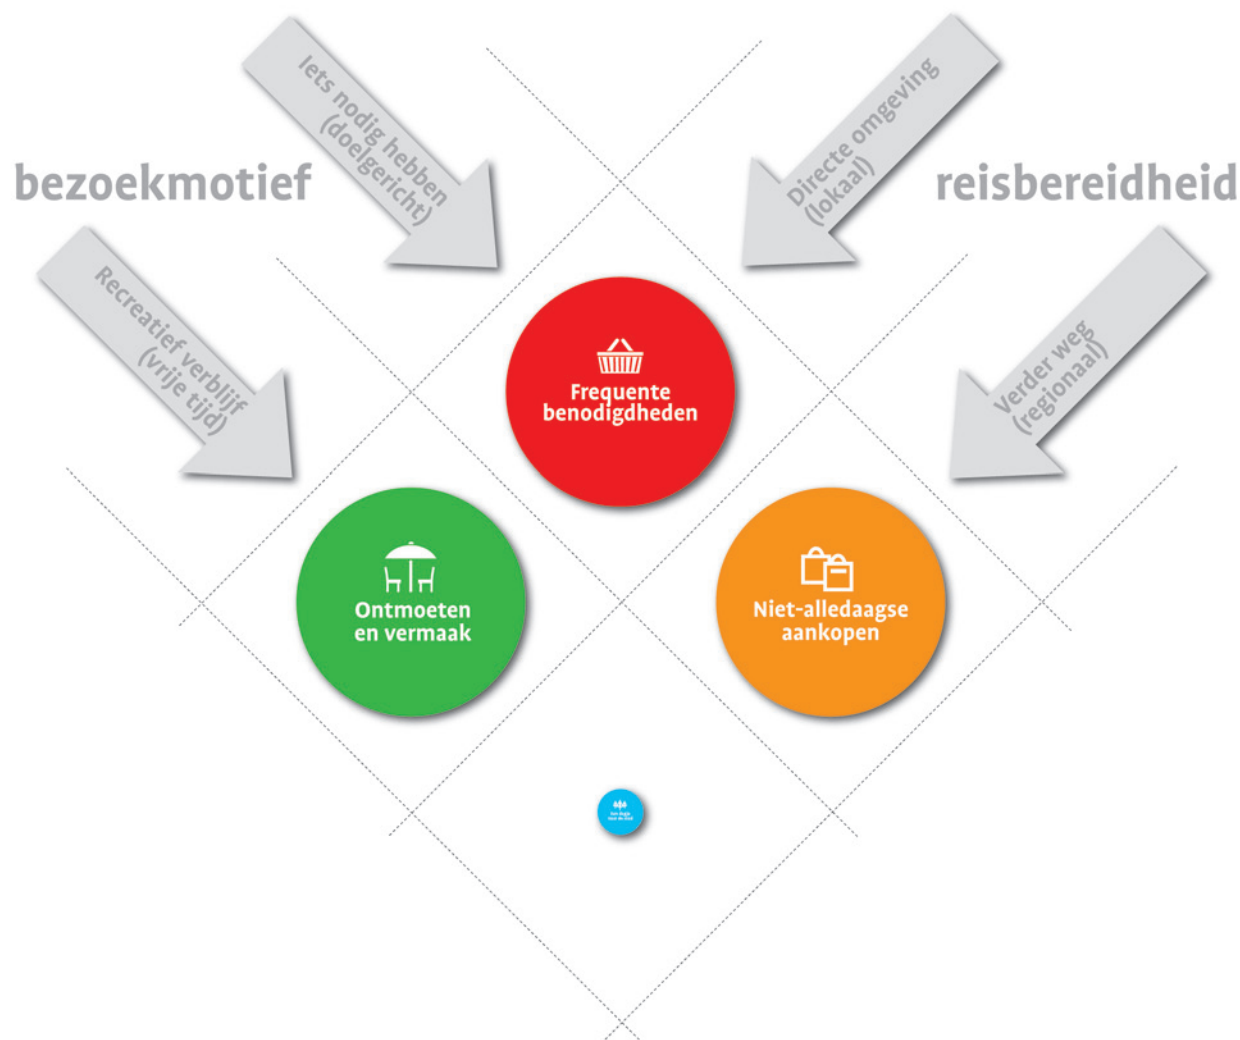 Iets nodig hebben
(doelgericht)
Directe omgeving
(lokaal)
bezoekmotief
reisbereidheid
Recreatief verblijf
(vrije tijd)
Verder weg
(regionaal)
Frequente
benodigdheden
Ontmoeten
en vermaak
Niet-alledaagse
aankopen